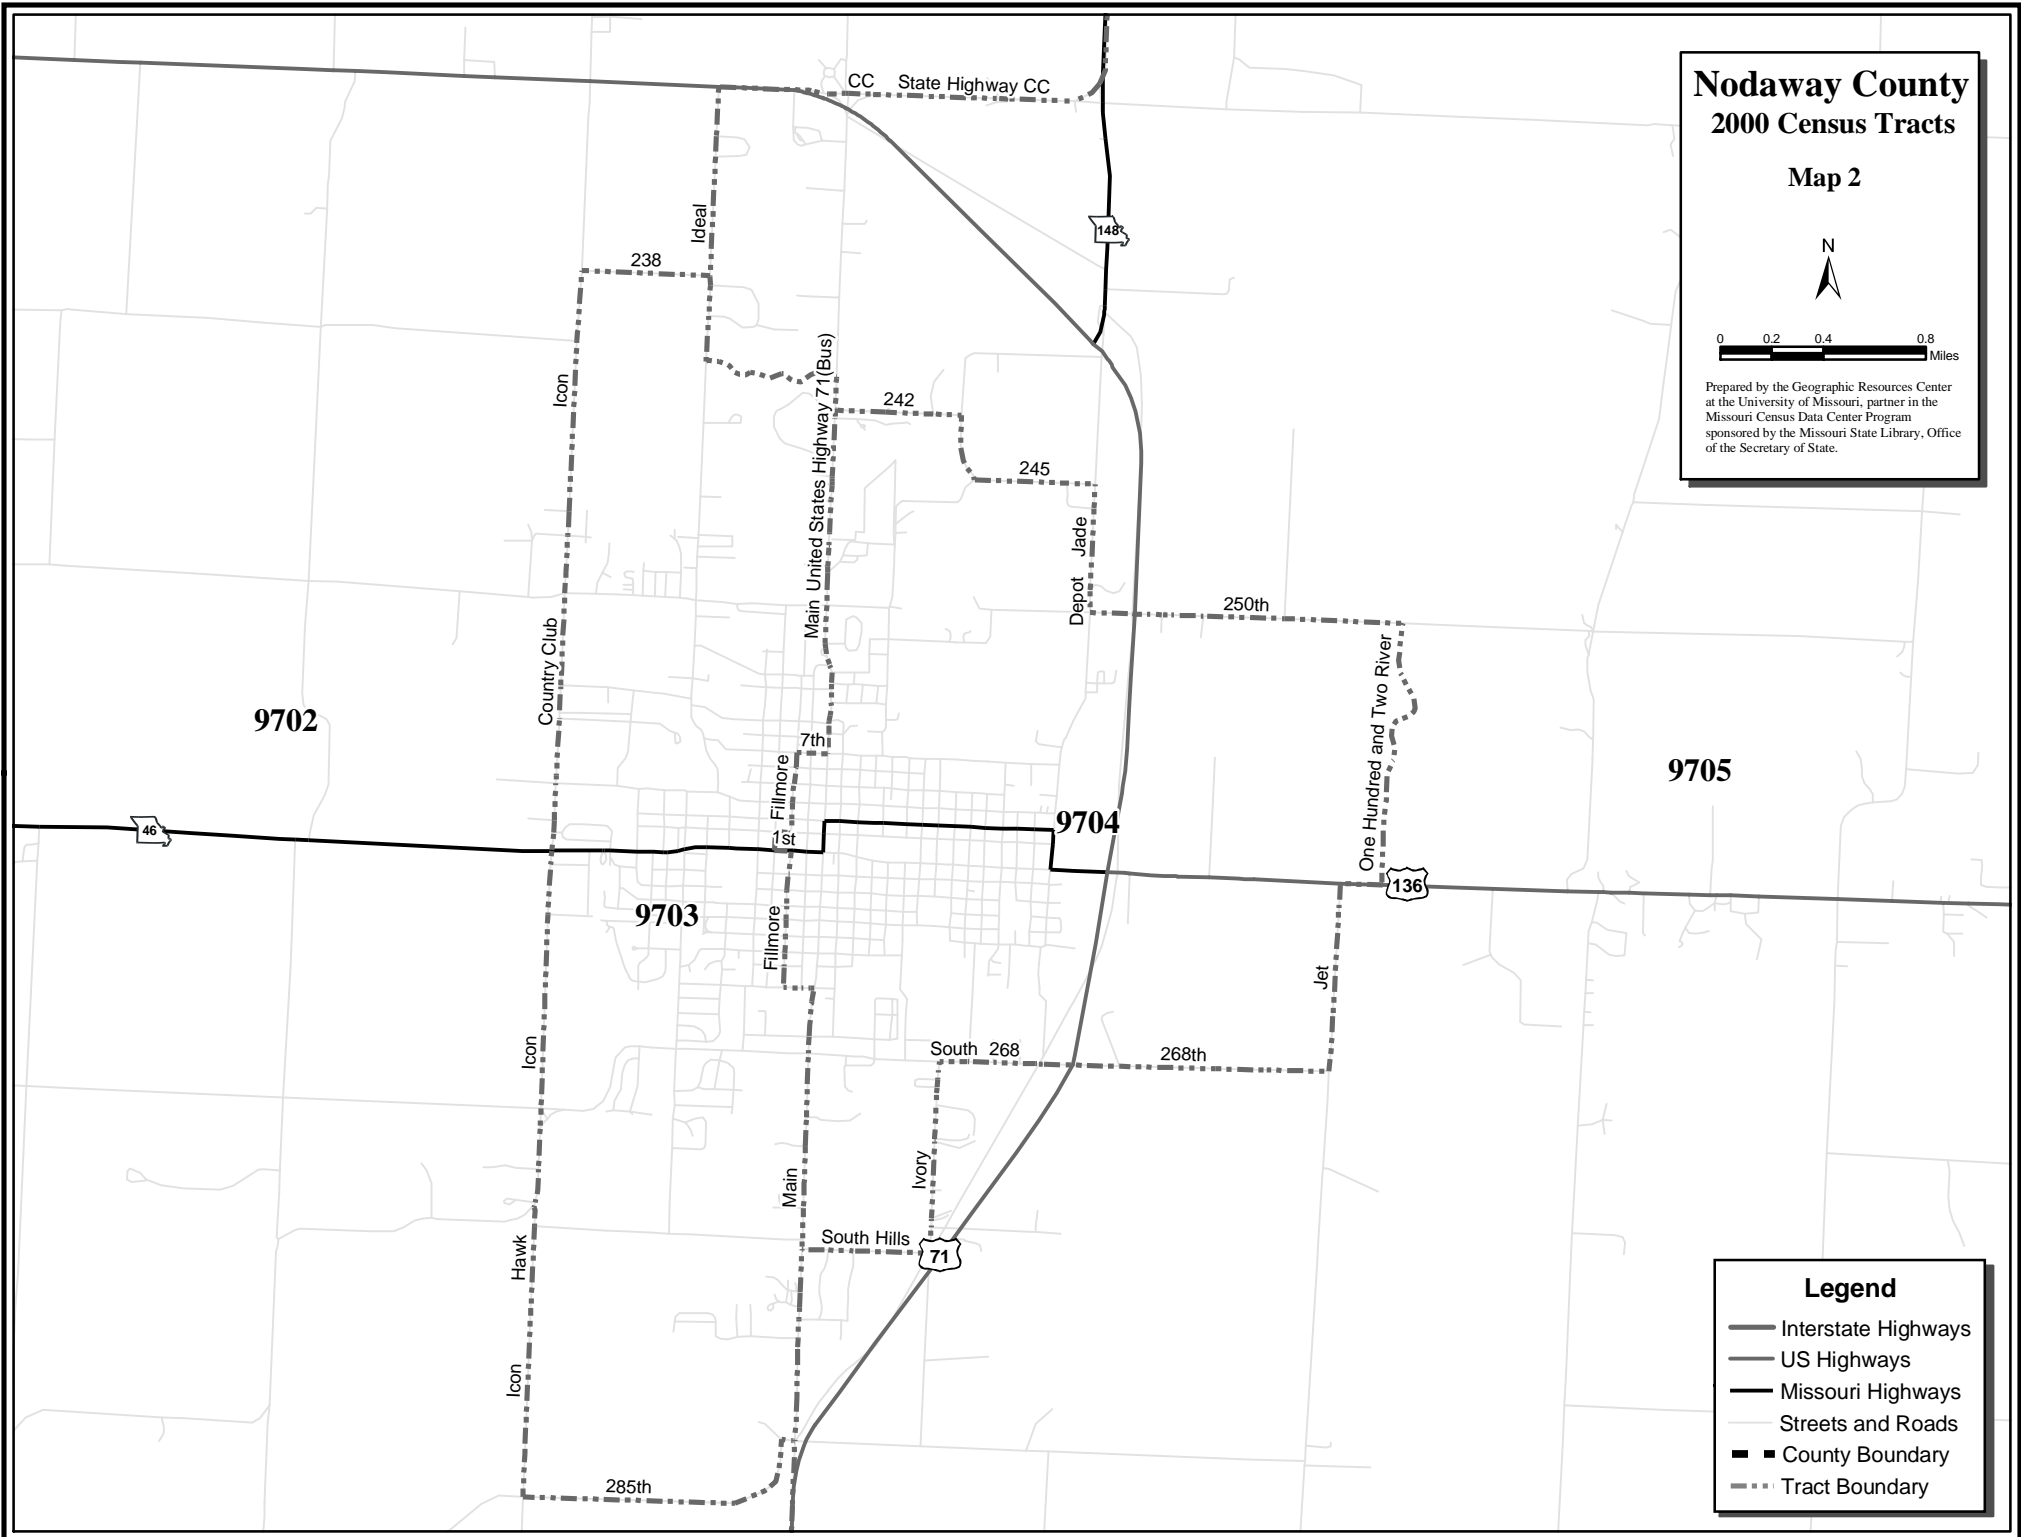 Nodaway County
2000 Census Tracts
Map 2
N
0 0.2 0.4 0.8
Miles
Prepared by the Geographic Resources Center
at the University of Missouri, partner in the
Missouri Census Data Center Program
sponsored by the Missouri State Library, Office
of the Secretary of State.
CC State Highway CC
Ideal
148
238
Icon
Main United States Highway 71(Bus)
242
245
Jade
Depot
250th
Country Club
One Hundred and Two River
9702
7th
Fillmore
9705
46
1st
9704
136
9703
Fillmore
Jet
Icon
South 268
268th
Ivory
Main
South Hills
71
Hawk
Icon
285th
Legend
Interstate Highways
US Highways
Missouri Highways
Streets and Roads
County Boundary
Tract Boundary